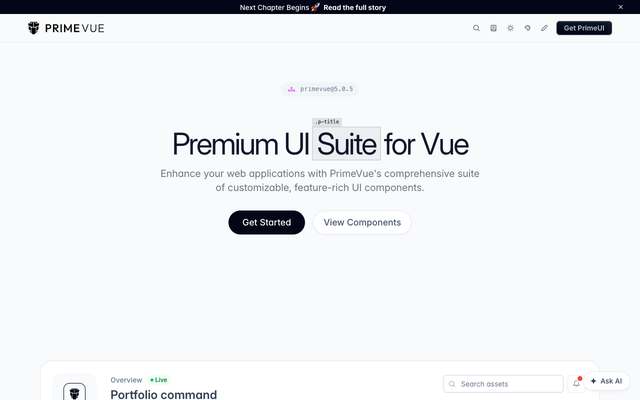 Next Chapter Begins 🚀 Read the full story
PRIMEVUE
Get PrimeUI
primevue@5.0.5
.p-title
Premium UI Suite for Vue
Enhance your web applications with PrimeVue's comprehensive suite
of customizable, feature-rich UI components.
Get Started
View Components
Overview
Live
Portfolio command
Search assets
Ask AI